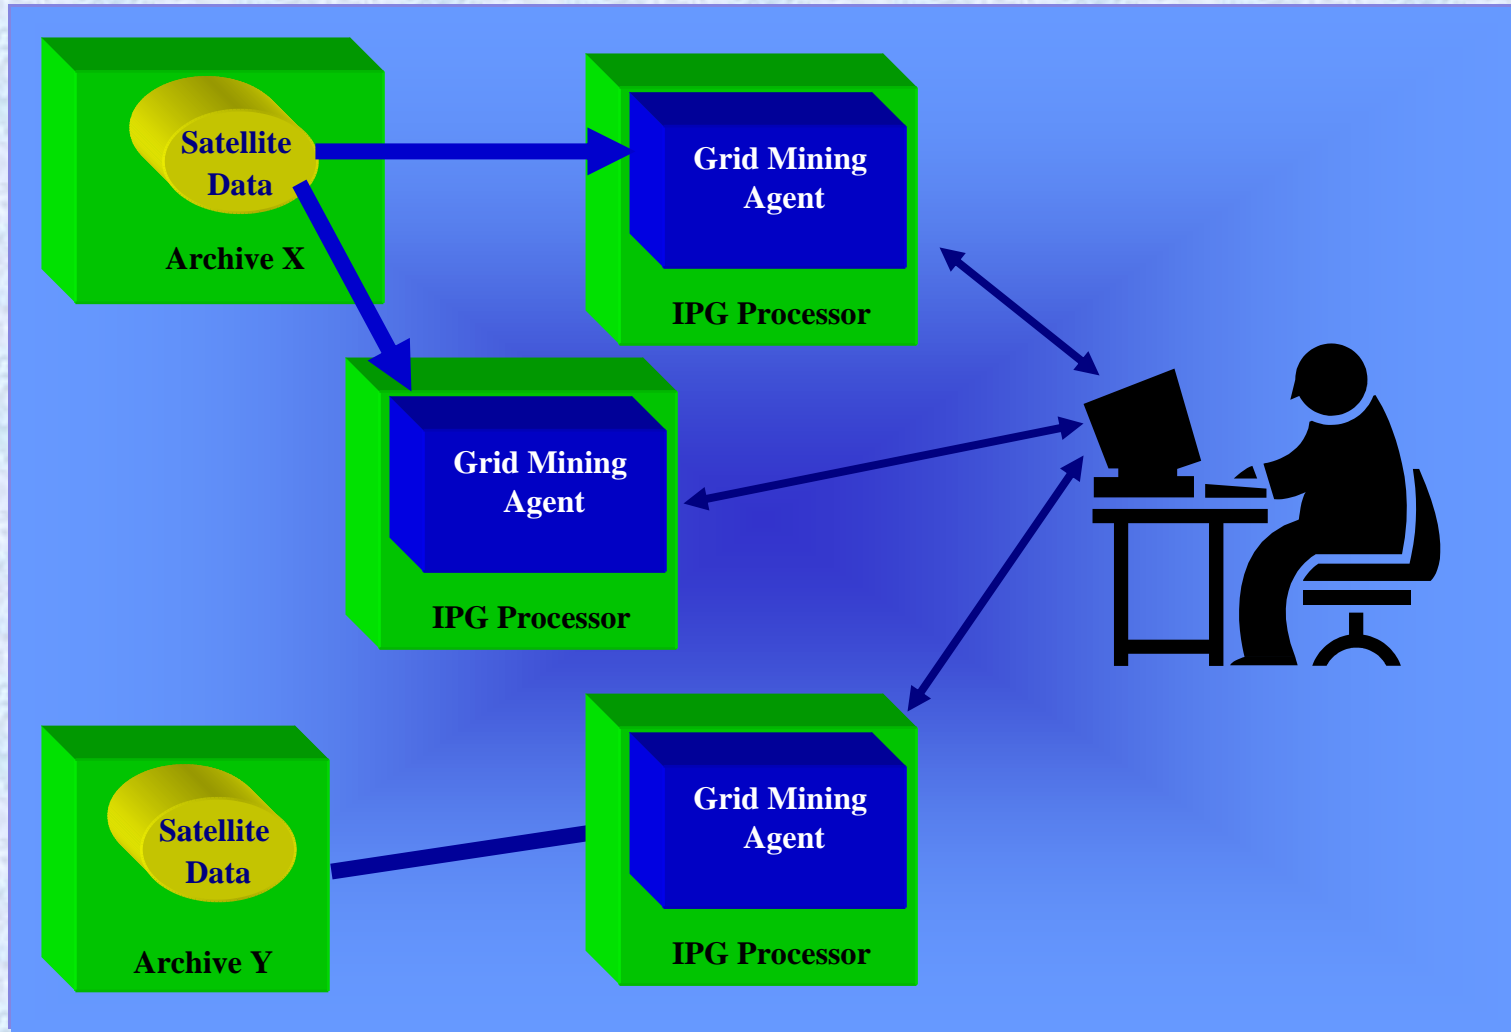 Satellite
Data
Archive X
Grid Mining
Agent
IPG Processor
Grid Mining
Agent
IPG Processor
Satellite
Data
Archive Y
Grid Mining
Agent
IPG Processor